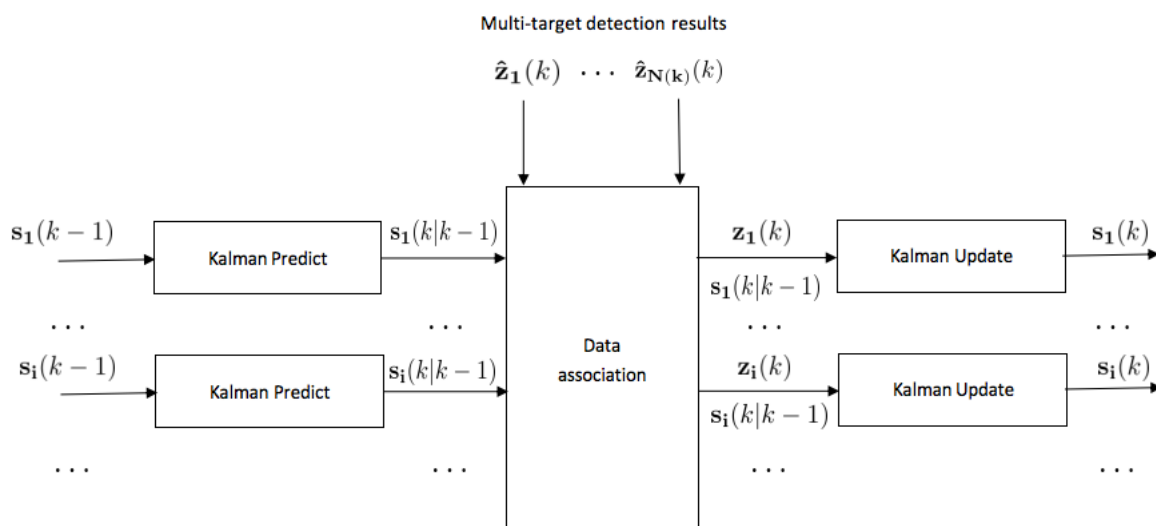 Multi-target detection results
ẑ₁(k) ··· ẑ_N(k)(k)
s₁(k − 1)
Kalman Predict
s₁(k|k − 1)
z₁(k)
s₁(k|k − 1)
Kalman Update
s₁(k)
···
···
···
···
sᵢ(k − 1)
Kalman Predict
sᵢ(k|k − 1)
Data
association
zᵢ(k)
sᵢ(k|k − 1)
Kalman Update
sᵢ(k)
···
···
···
···